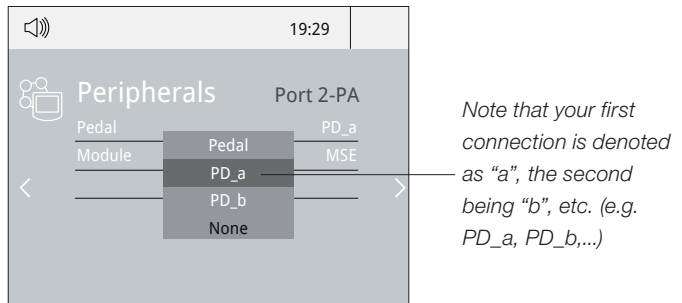 19:29
Peripherals Port 2-PA
Pedal PD_a
Module MSE
Pedal
PD_a
PD_b
None
Note that your first
connection is denoted
as “a”, the second
being “b”, etc. (e.g.
PD_a, PD_b,...)